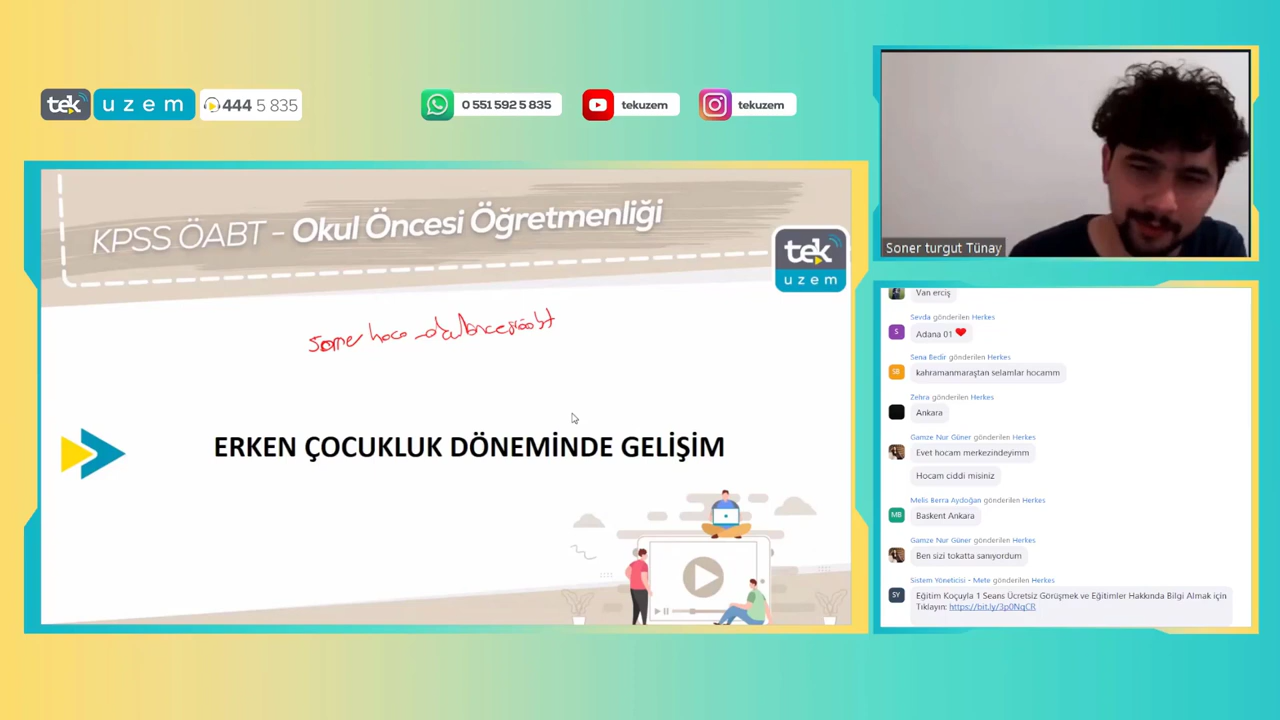 tek uzem 444 5 835
0 551 592 5 835
tekuzem
tekuzem
KPSS ÖABT - Okul Öncesi Öğretmenliği
tek
uzem
soner hoca _okulöncesiöabt
ERKEN ÇOCUKLUK DÖNEMİNDE GELİŞİM
Soner turgut Tünay
Van erciş
S
Sevda gönderilen Herkes
Adana 01 ❤
SB
Sena Bedir gönderilen Herkes
kahramanmaraştan selamlar hocamm
Zehra gönderilen Herkes
Ankara
Gamze Nur Güner gönderilen Herkes
Evet hocam merkezindeyimm
Hocam ciddi misiniz
MB
Melis Berra Aydoğan gönderilen Herkes
Baskent Ankara
Gamze Nur Güner gönderilen Herkes
Ben sizi tokatta sanıyordum
SY
Sistem Yöneticisi - Mete gönderilen Herkes
Eğitim Koçuyla 1 Seans Ücretsiz Görüşmek ve Eğitimler Hakkında Bilgi Almak için
Tıklayın: https://bit.ly/3p0NqCR